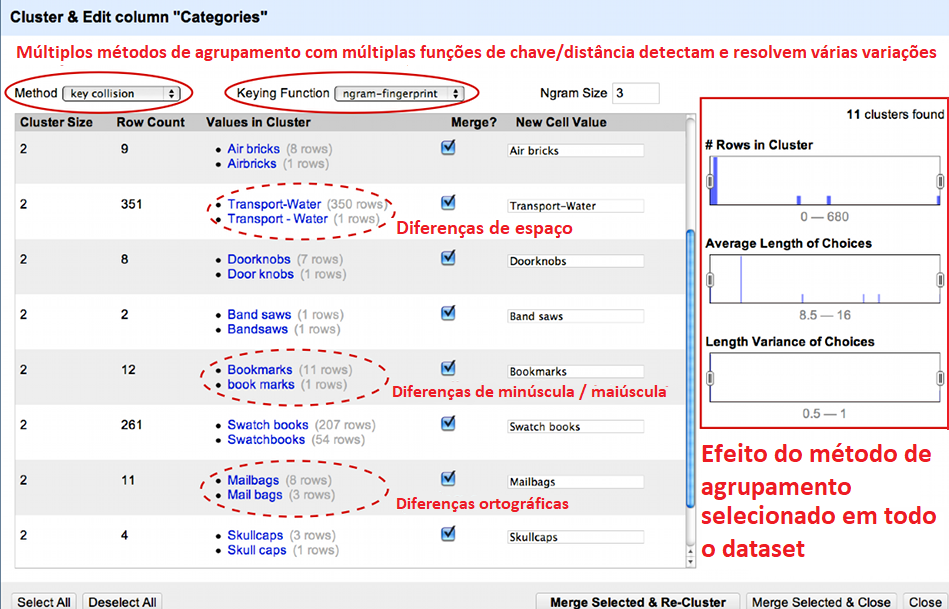 Cluster & Edit column "Categories"
Múltiplos métodos de agrupamento com múltiplas funções de chave/distância detectam e resolvem várias variações
Method key collision Keying Function ngram-fingerprint Ngram Size 3
Cluster Size Row Count Values in Cluster Merge? New Cell Value
2 9 • Air bricks (8 rows) Air bricks
• Airbricks (1 rows)
2 351 • Transport-Water (350 rows) Transport-Water
• Transport - Water (1 rows)
Diferenças de espaço
2 8 • Doorknobs (7 rows) Doorknobs
• Door knobs (1 rows)
2 2 • Band saws (1 rows) Band saws
• Bandsaws (1 rows)
2 12 • Bookmarks (11 rows) Bookmarks
• book marks (1 rows)
Diferenças de minúscula / maiúscula
2 261 • Swatch books (207 rows) Swatch books
• Swatchbooks (54 rows)
2 11 • Mailbags (8 rows) Mailbags
• Mail bags (3 rows)
Diferenças ortográficas
2 4 • Skullcaps (3 rows) Skullcaps
• Skull caps (1 rows)
11 clusters found
# Rows in Cluster
0 — 680
Average Length of Choices
8.5 — 16
Length Variance of Choices
0.5 — 1
Efeito do método de
agrupamento
selecionado em todo
o dataset
Select All Deselect All Merge Selected & Re-Cluster Merge Selected & Close Close